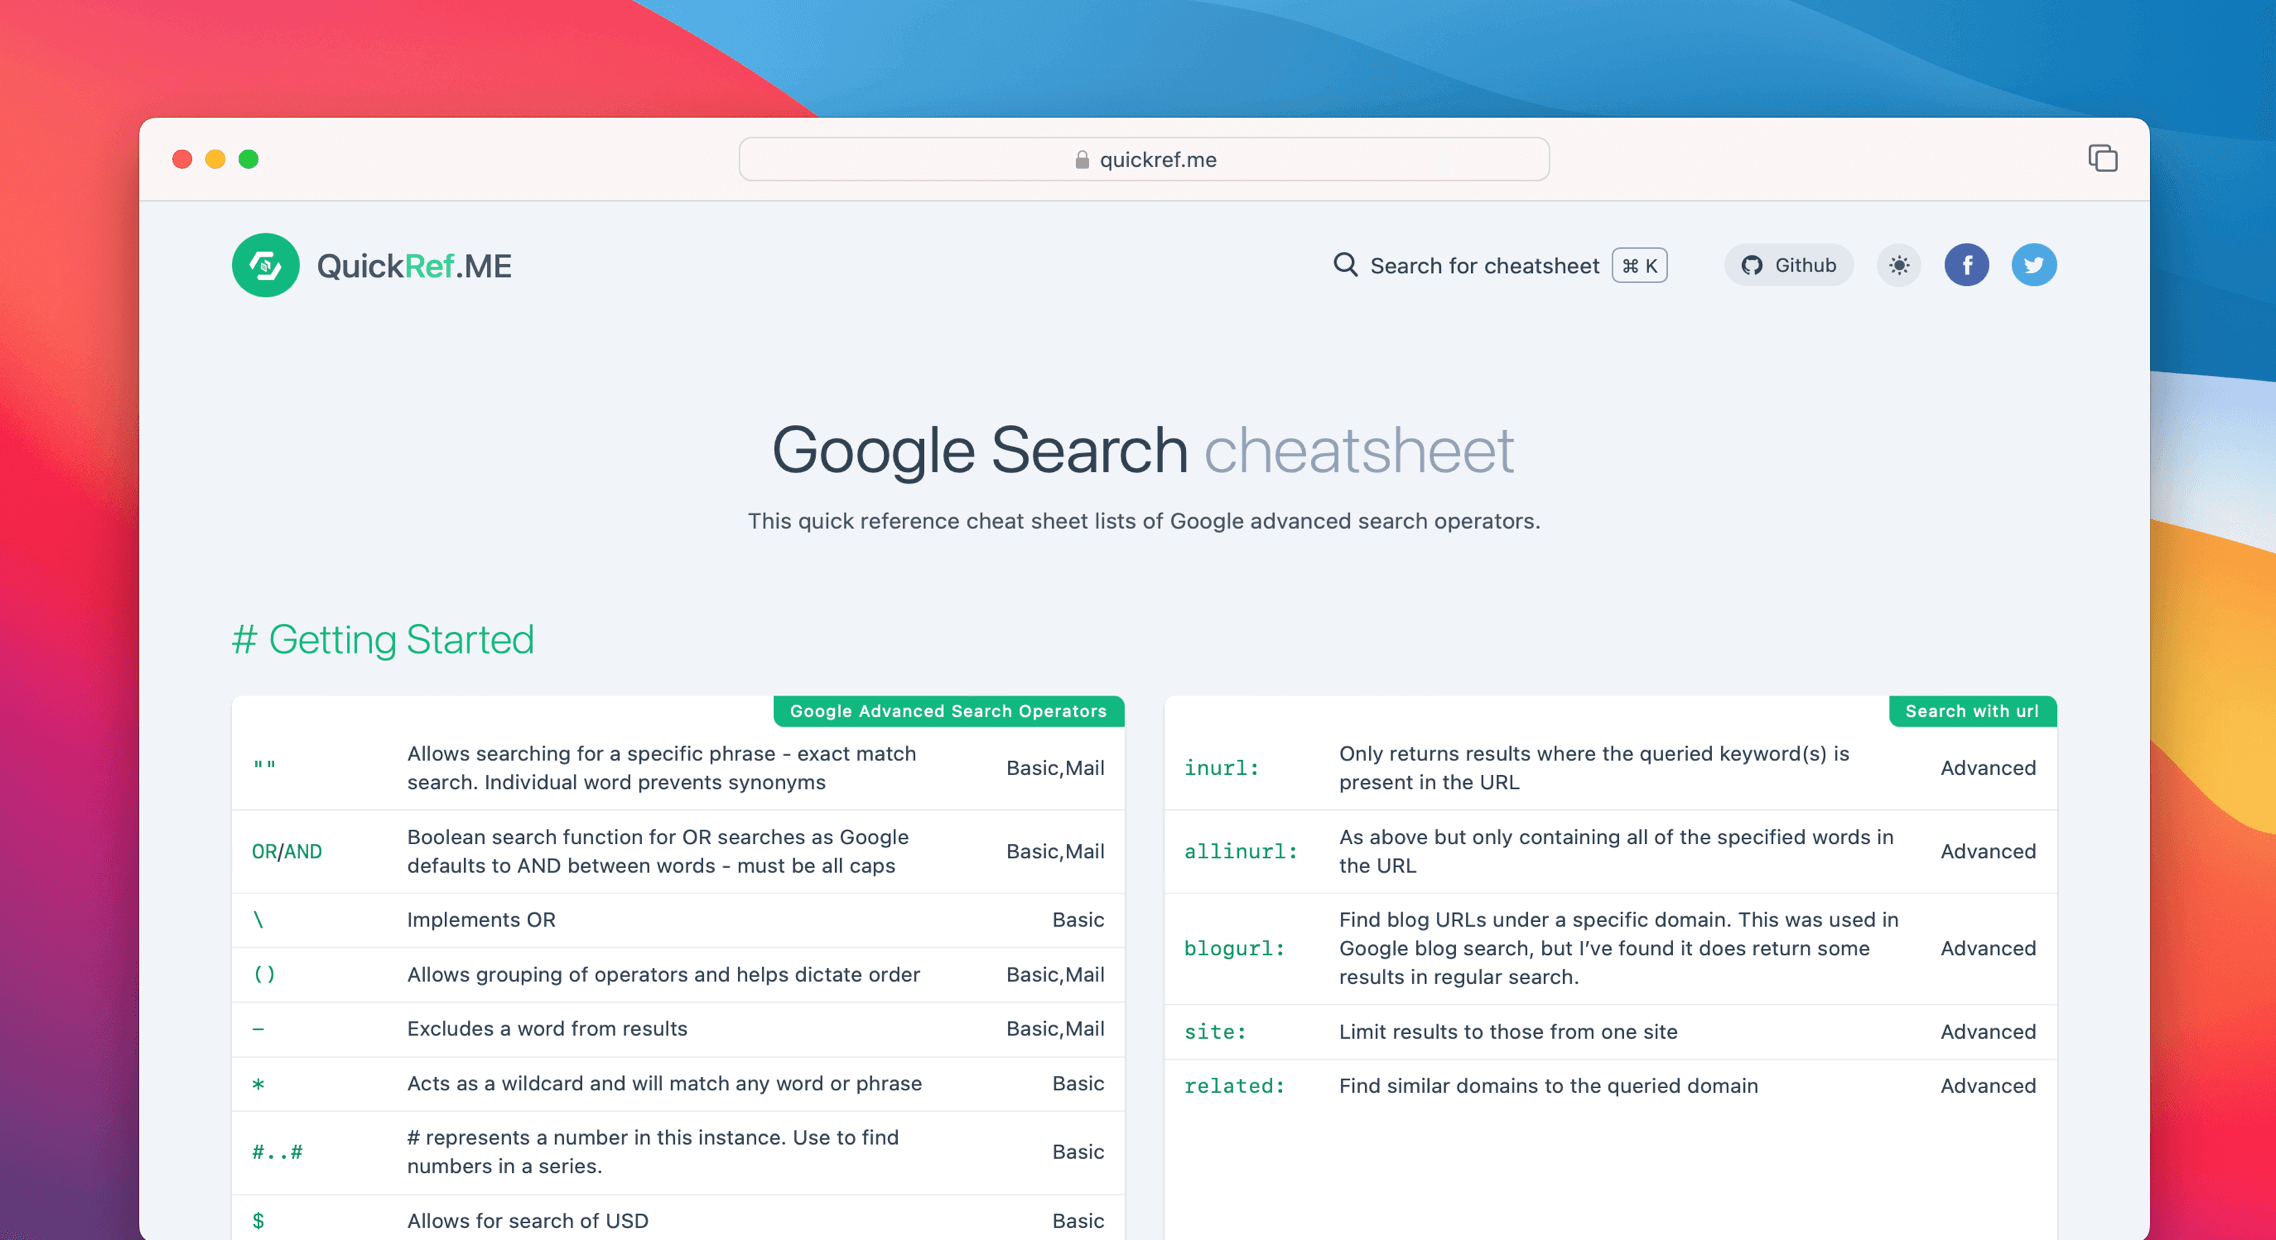 quickref.me
QuickRef.ME
Search for cheatsheet ⌘ K
Github
f
Google Search cheatsheet
This quick reference cheat sheet lists of Google advanced search operators.
# Getting Started
Google Advanced Search Operators
""
Allows searching for a specific phrase - exact match
search. Individual word prevents synonyms
Basic,Mail
OR/AND
Boolean search function for OR searches as Google
defaults to AND between words - must be all caps
Basic,Mail
\
Implements OR
Basic
()
Allows grouping of operators and helps dictate order
Basic,Mail
–
Excludes a word from results
Basic,Mail
*
Acts as a wildcard and will match any word or phrase
Basic
#..#
# represents a number in this instance. Use to find
numbers in a series.
Basic
$
Allows for search of USD
Basic
Search with url
inurl:
Only returns results where the queried keyword(s) is
present in the URL
Advanced
allinurl:
As above but only containing all of the specified words in
the URL
Advanced
blogurl:
Find blog URLs under a specific domain. This was used in
Google blog search, but I’ve found it does return some
results in regular search.
Advanced
site:
Limit results to those from one site
Advanced
related:
Find similar domains to the queried domain
Advanced